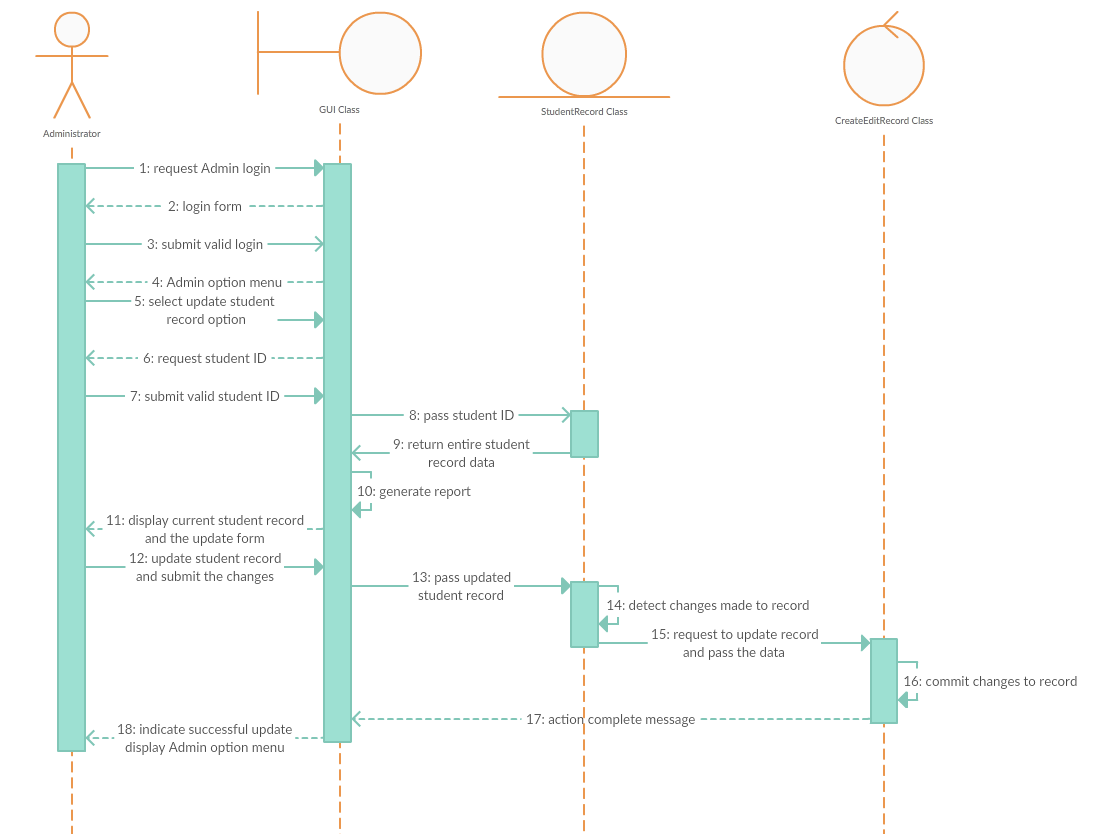 GUI Class
StudentRecord Class
CreateEditRecord Class
Administrator
1: request Admin login
2: login form
3: submit valid login
4: Admin option menu
5: select update student
record option
6: request student ID
7: submit valid student ID
8: pass student ID
9: return entire student
record data
10: generate report
11: display current student record
and the update form
12: update student record
and submit the changes
13: pass updated
student record
14: detect changes made to record
15: request to update record
and pass the data
16: commit changes to record
17: action complete message
18: indicate successful update
display Admin option menu